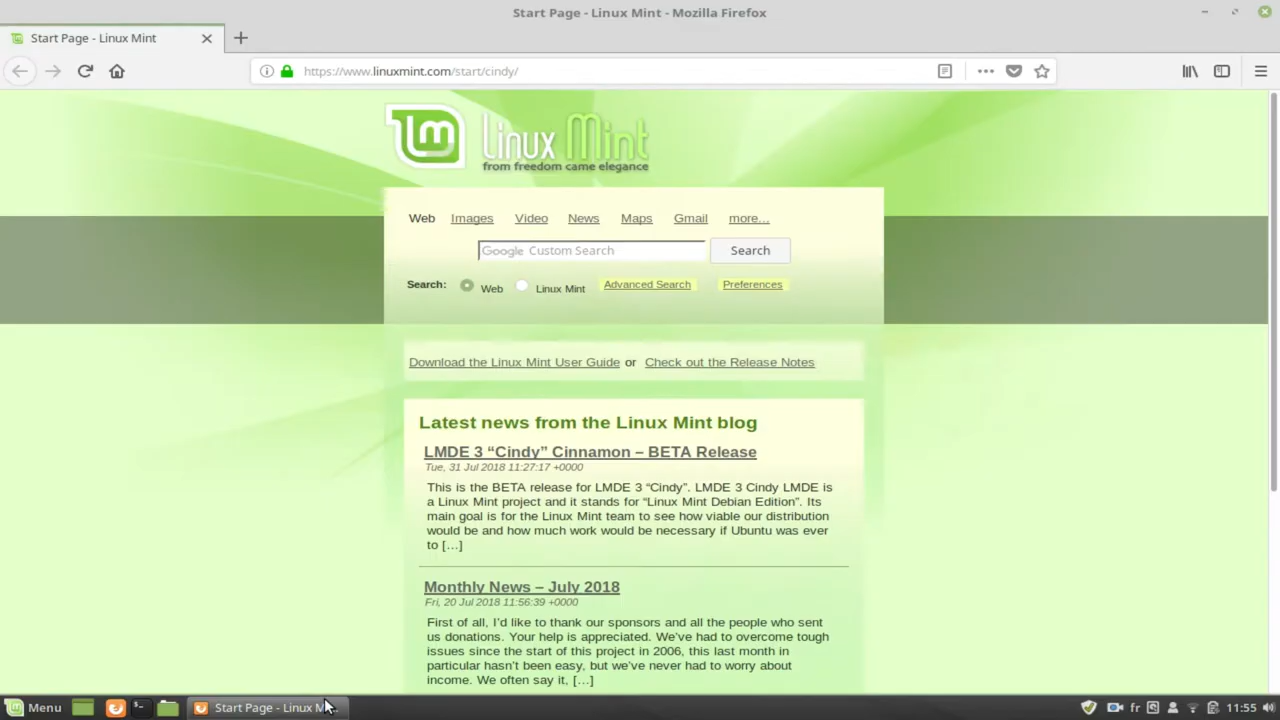 Start Page - Linux Mint - Mozilla Firefox
Start Page - Linux Mint
https://www.linuxmint.com/start/cindy/
lm Linux Mint
from freedom came elegance
Web Images Video News Maps Gmail more...
Google Custom Search Search
Search: Web Linux Mint Advanced Search Preferences
Download the Linux Mint User Guide or Check out the Release Notes
Latest news from the Linux Mint blog
LMDE 3 “Cindy” Cinnamon – BETA Release
Tue, 31 Jul 2018 11:27:17 +0000
This is the BETA release for LMDE 3 “Cindy”. LMDE 3 Cindy LMDE is
a Linux Mint project and it stands for “Linux Mint Debian Edition”. Its
main goal is for the Linux Mint team to see how viable our distribution
would be and how much work would be necessary if Ubuntu was ever
to […]
Monthly News – July 2018
Fri, 20 Jul 2018 11:56:39 +0000
First of all, I’d like to thank our sponsors and all the people who sent
us donations. Your help is appreciated. We’ve had to overcome tough
issues since the start of this project in 2006, this last month in
particular hasn’t been easy, but we’ve never had to worry about
income. We often say it, […]
Menu Start Page - Linux M... fr 11:55